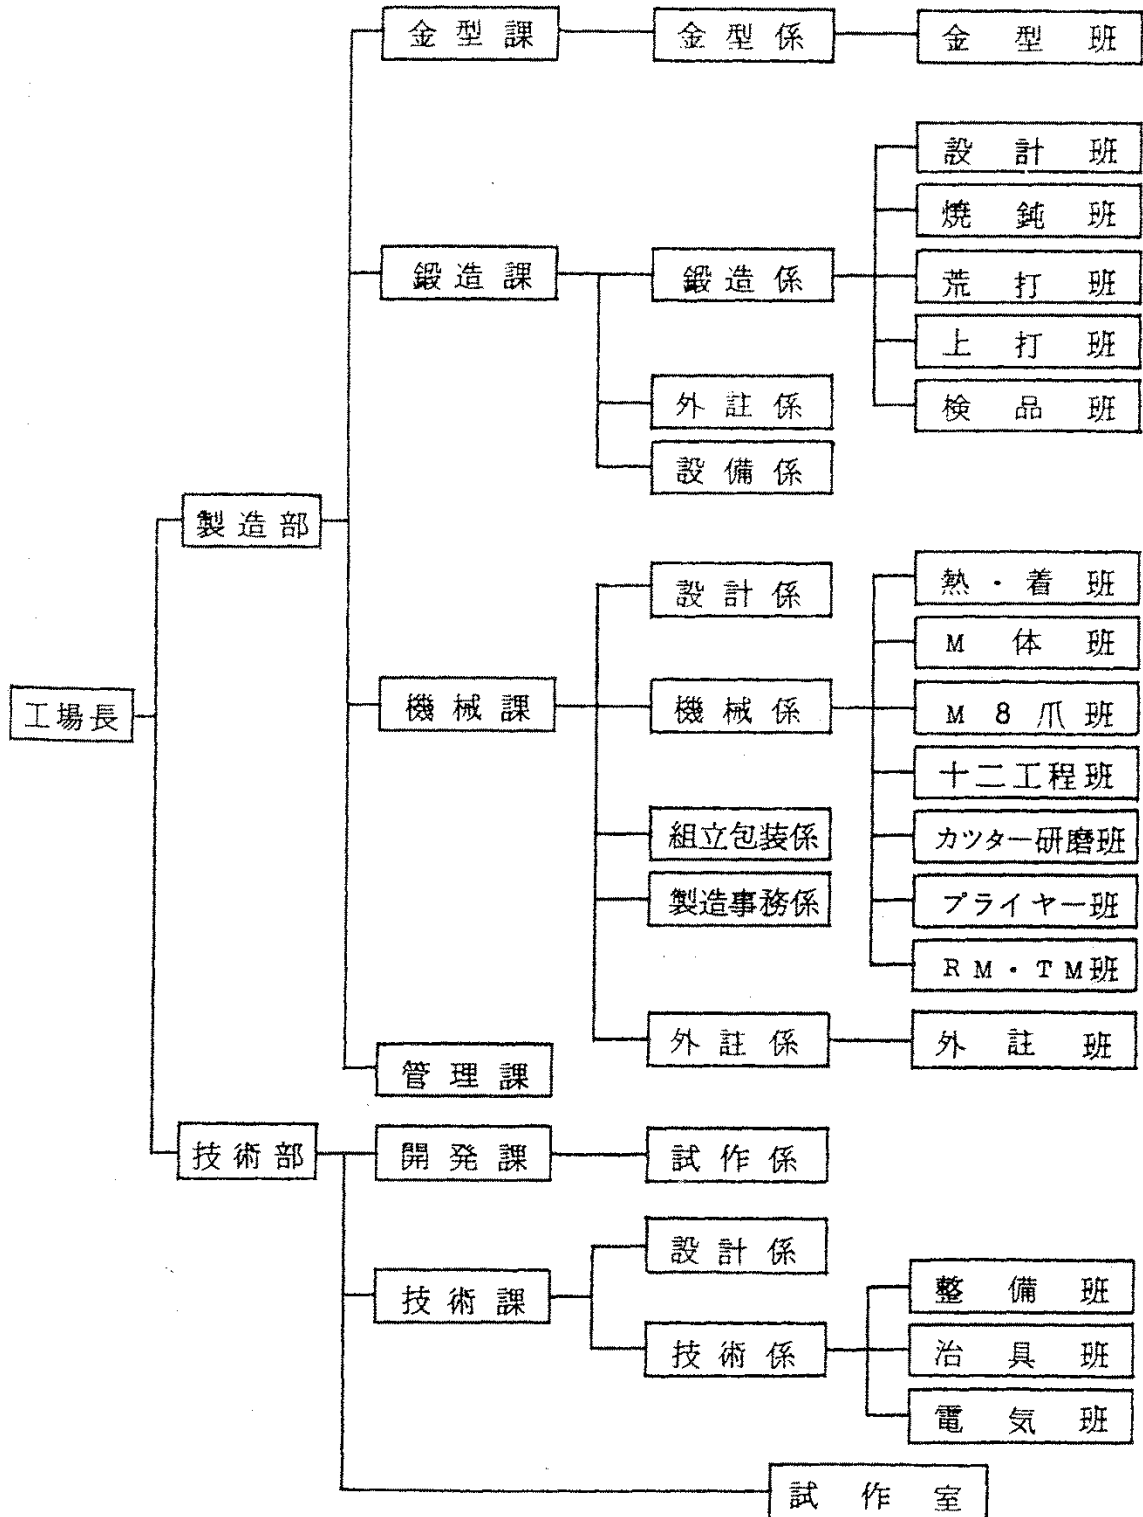 金型課 金型係 金型班
設計班
焼鈍班
鍛造課 鍛造係 荒打班
上打班
外註係 検品班
設備係
製造部
設計係 熱・着班
M体班
工場長 機械課 機械係 M8爪班
十二工程班
組立包装係 カツター研磨班
製造事務係 プライヤー班
RM・TM班
外註係 外註班
管理課
技術部 開発課 試作係
設計係
技術課 整備班
技術係 治具班
電気班
試作室